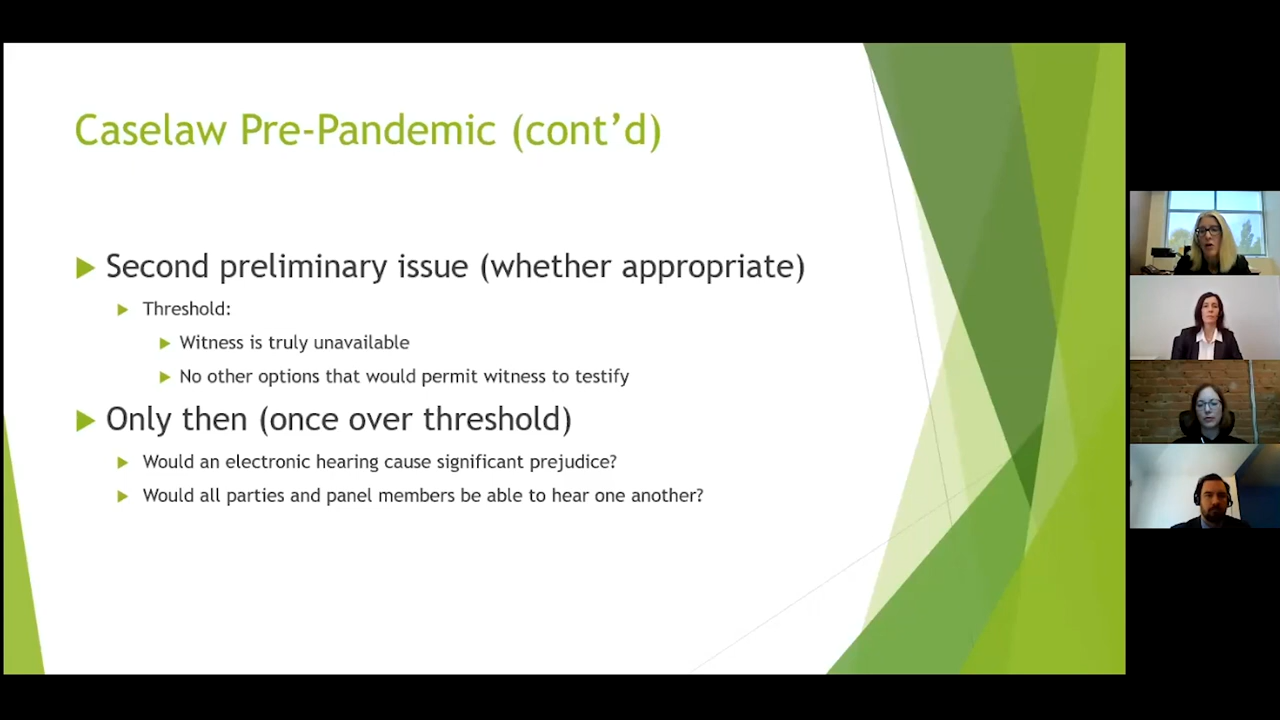 Caselaw Pre-Pandemic (cont’d)
Second preliminary issue (whether appropriate)
Threshold:
Witness is truly unavailable
No other options that would permit witness to testify
Only then (once over threshold)
Would an electronic hearing cause significant prejudice?
Would all parties and panel members be able to hear one another?